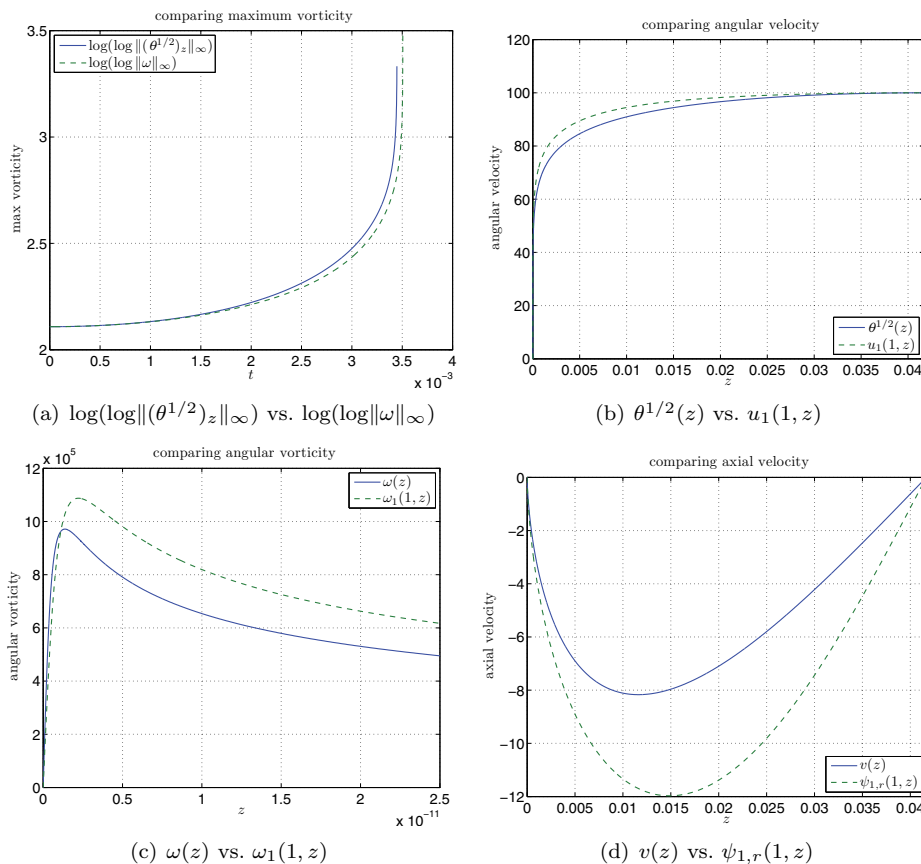 comparing maximum vorticity
log(log ‖(θ^{1/2})_z‖_∞)
log(log ‖ω‖_∞)
max vorticity
3.5
3
2.5
2
0 0.5 1 1.5 2 2.5 3 3.5 4
t
x 10^{-3}
(a) log(log‖(θ^{1/2})_z‖_∞) vs. log(log‖ω‖_∞)
comparing angular velocity
angular velocity
120
100
80
60
40
20
0
θ^{1/2}(z)
u_1(1, z)
0 0.005 0.01 0.015 0.02 0.025 0.03 0.035 0.04
z
(b) θ^{1/2}(z) vs. u_1(1, z)
comparing angular vorticity
x 10^5
ω(z)
ω_1(1, z)
angular vorticity
12
10
8
6
4
2
0
0 0.5 1 1.5 2 2.5
z
x 10^{-11}
(c) ω(z) vs. ω_1(1, z)
comparing axial velocity
axial velocity
0
−2
−4
−6
−8
−10
−12
v(z)
ψ_{1,r}(1, z)
0 0.005 0.01 0.015 0.02 0.025 0.03 0.035 0.04
z
(d) v(z) vs. ψ_{1,r}(1, z)